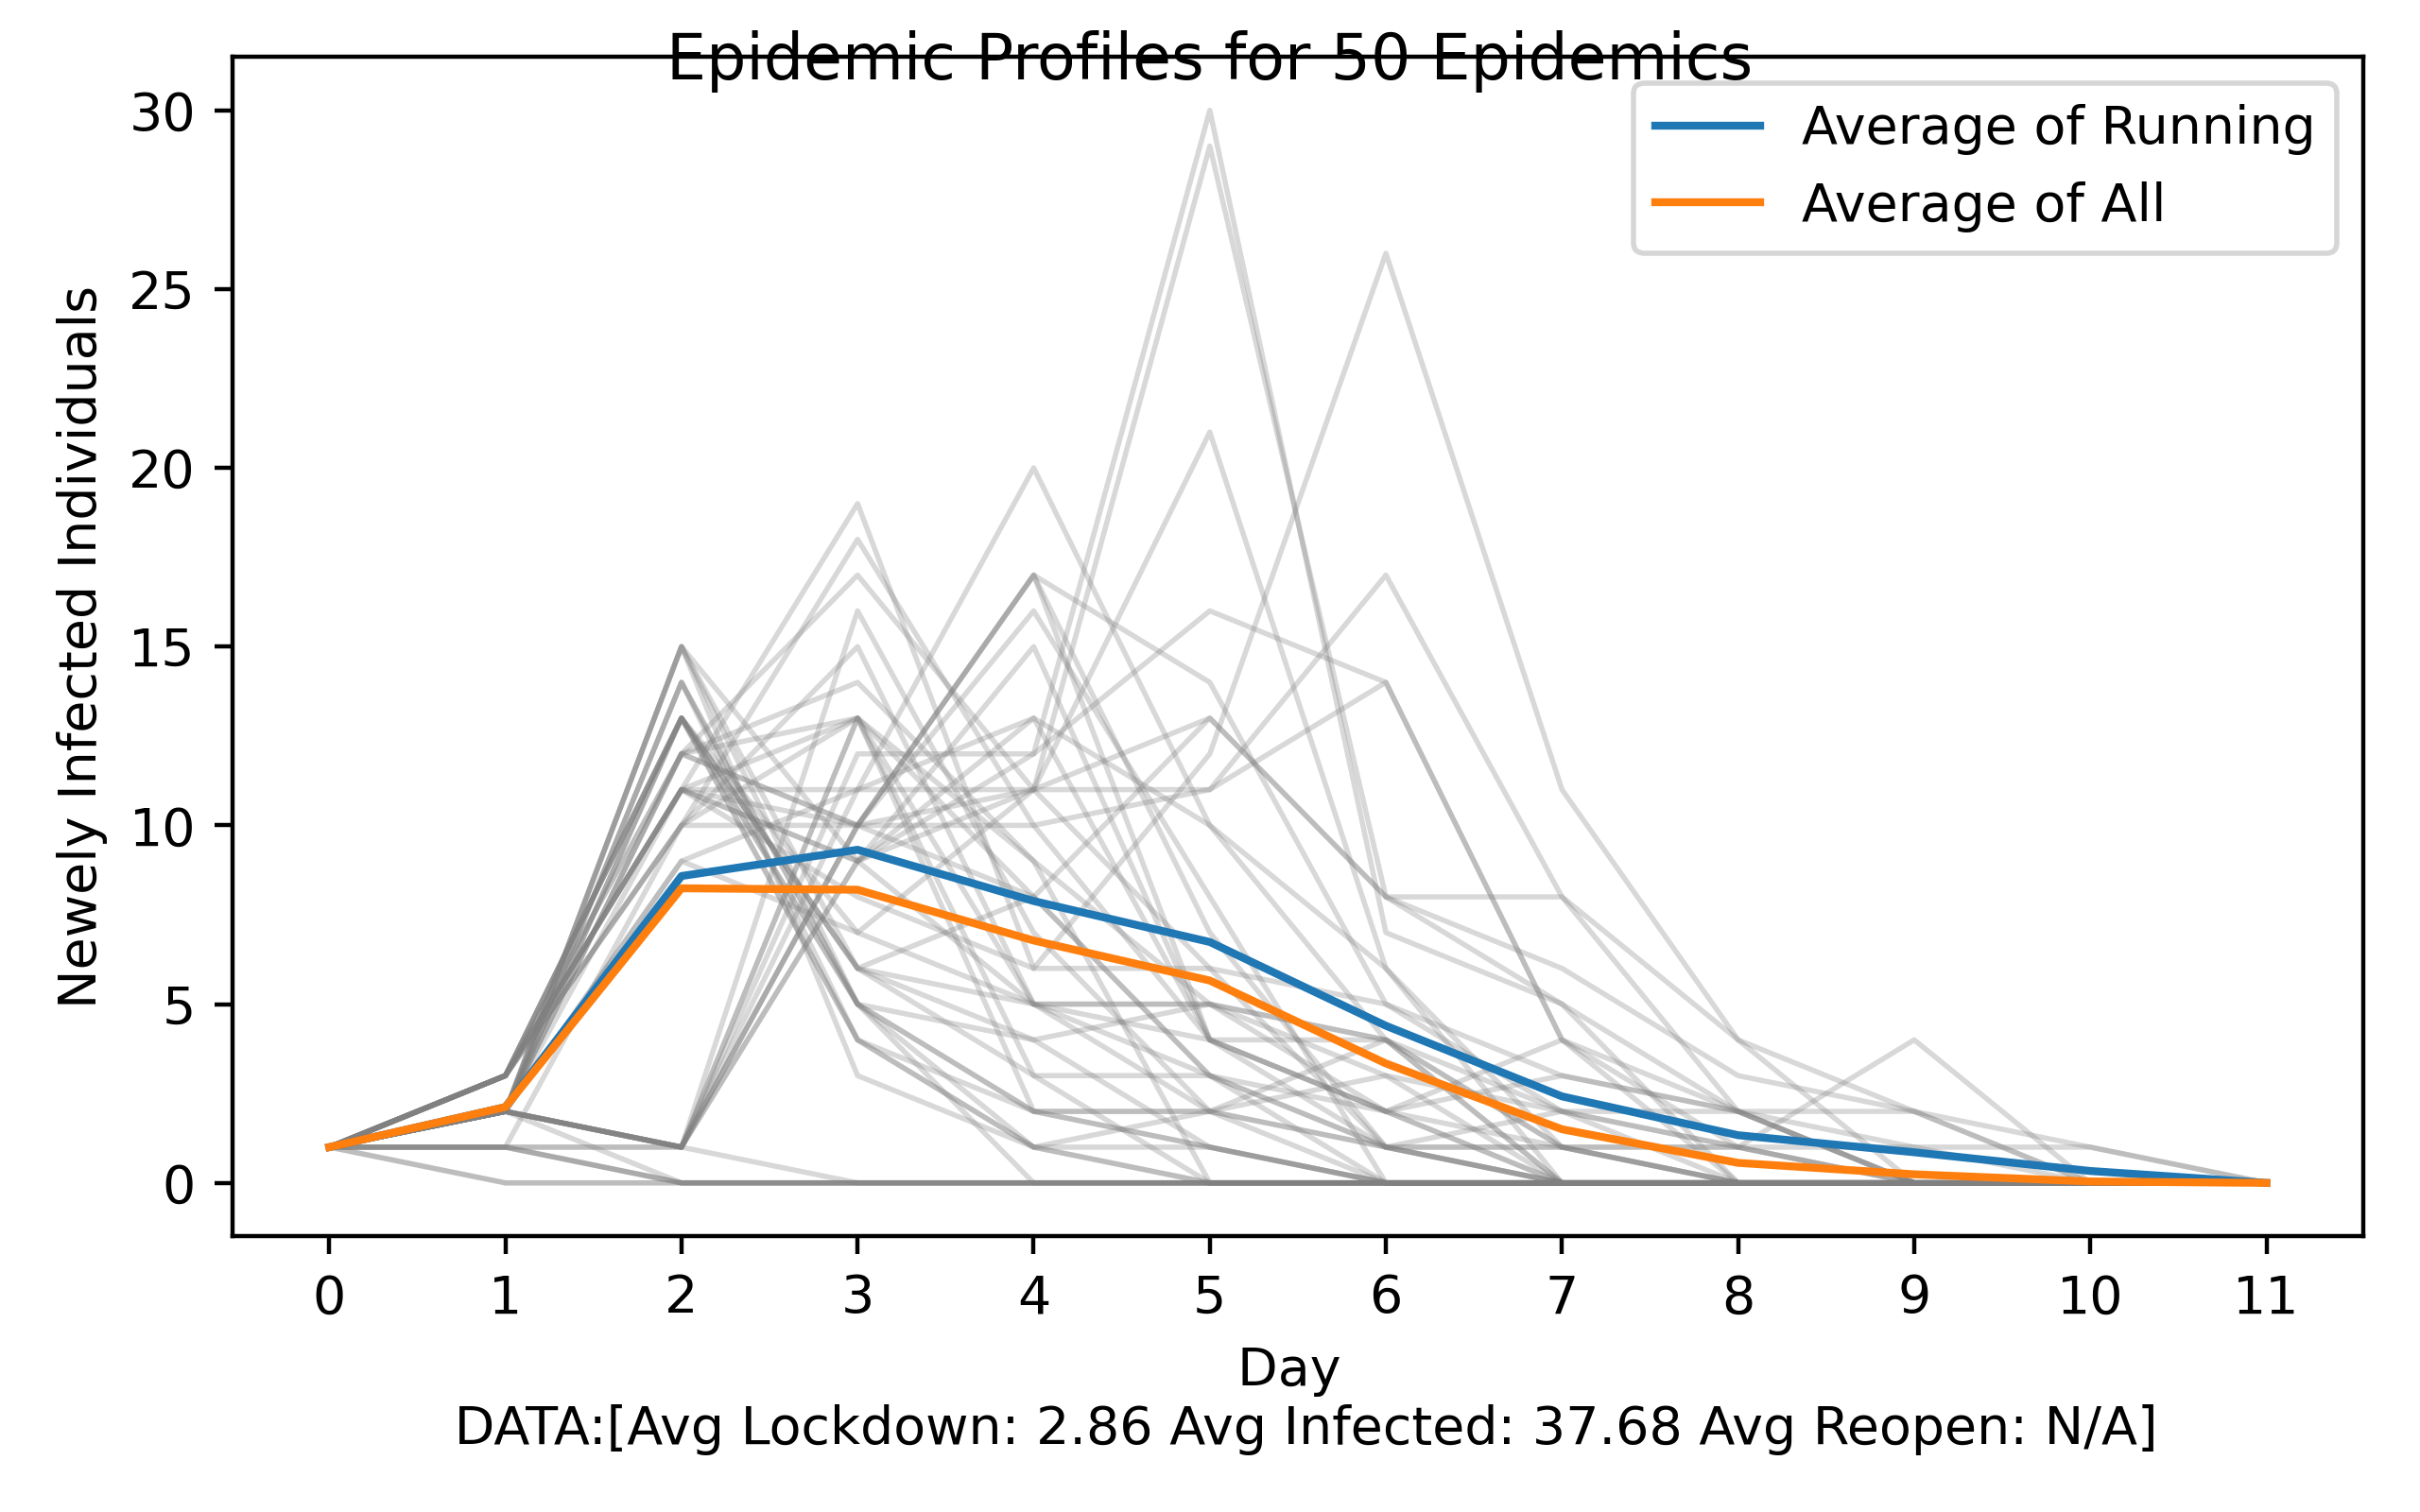 Epidemic Profiles for 50 Epidemics
Average of Running
Average of All
Newely Infected Individuals
30
25
20
15
10
5
0
0 1 2 3 4 5 6 7 8 9 10 11
Day
DATA:[Avg Lockdown: 2.86 Avg Infected: 37.68 Avg Reopen: N/A]